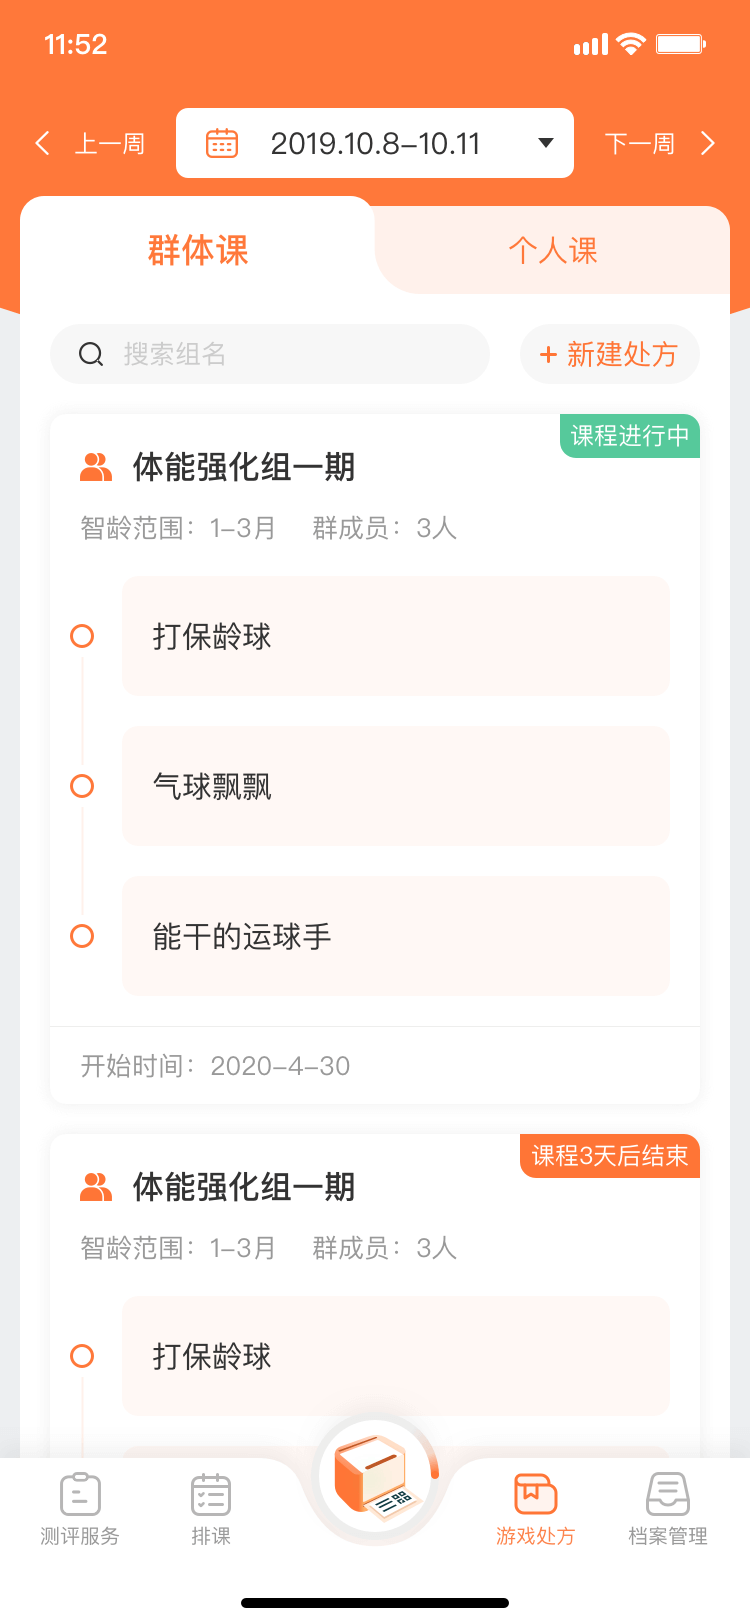 11:52
上一周
2019.10.8–10.11
下一周
群体课
个人课
搜索组名
+ 新建处方
课程进行中
体能强化组一期
智龄范围：1–3月 群成员：3人
打保龄球
气球飘飘
能干的运球手
开始时间：2020–4–30
课程3天后结束
体能强化组一期
智龄范围：1–3月 群成员：3人
打保龄球
测评服务
排课
游戏处方
档案管理